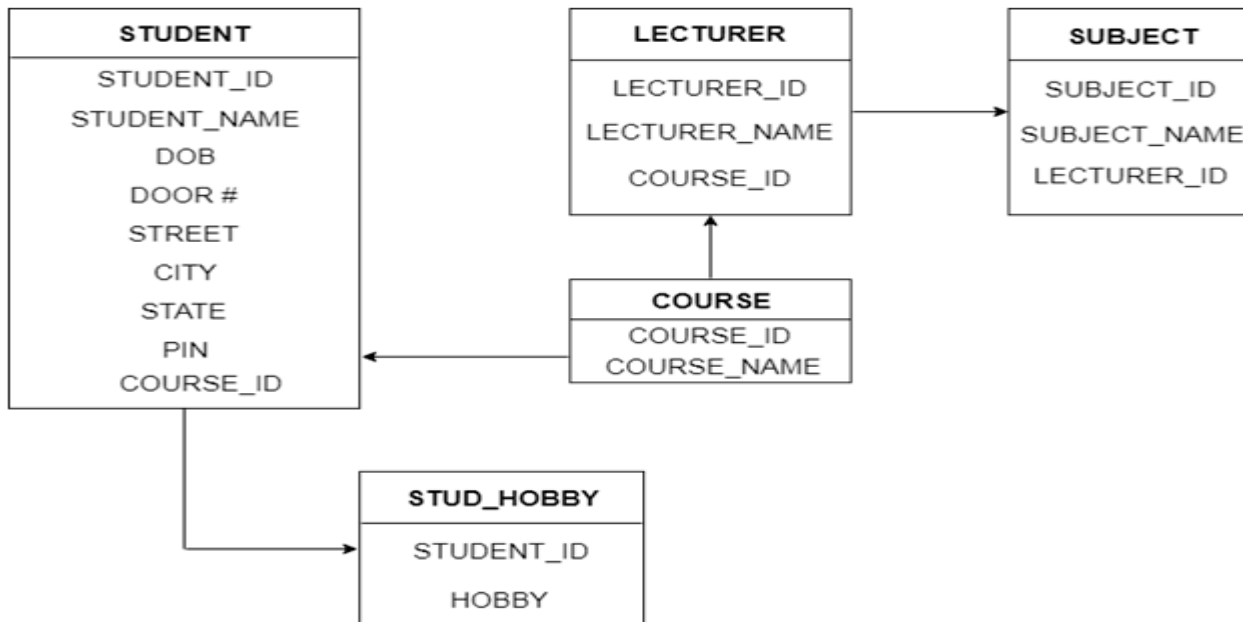 STUDENT
STUDENT_ID
STUDENT_NAME
DOB
DOOR #
STREET
CITY
STATE
PIN
COURSE_ID
LECTURER
LECTURER_ID
LECTURER_NAME
COURSE_ID
SUBJECT
SUBJECT_ID
SUBJECT_NAME
LECTURER_ID
COURSE
COURSE_ID
COURSE_NAME
STUD_HOBBY
STUDENT_ID
HOBBY